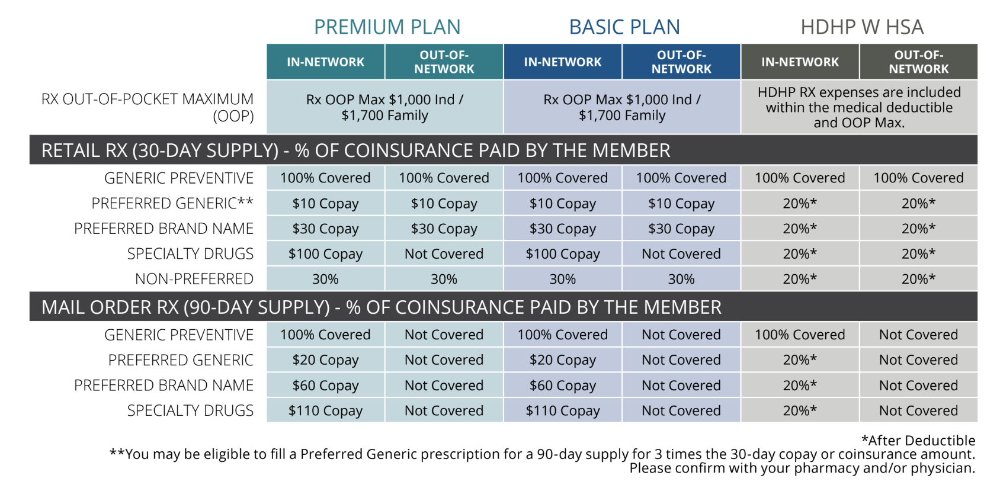 PREMIUM PLAN BASIC PLAN HDHP W HSA
IN-NETWORK OUT-OF-NETWORK IN-NETWORK OUT-OF-NETWORK IN-NETWORK OUT-OF-NETWORK
RX OUT-OF-POCKET MAXIMUM
(OOP)
Rx OOP Max $1,000 Ind /
$1,700 Family
Rx OOP Max $1,000 Ind /
$1,700 Family
HDHP RX expenses are included
within the medical deductible
and OOP Max.
RETAIL RX (30-DAY SUPPLY) - % OF COINSURANCE PAID BY THE MEMBER
GENERIC PREVENTIVE 100% Covered 100% Covered 100% Covered 100% Covered 100% Covered 100% Covered
PREFERRED GENERIC** $10 Copay $10 Copay $10 Copay $10 Copay 20%* 20%*
PREFERRED BRAND NAME $30 Copay $30 Copay $30 Copay $30 Copay 20%* 20%*
SPECIALTY DRUGS $100 Copay Not Covered $100 Copay Not Covered 20%* 20%*
NON-PREFERRED 30% 30% 30% 30% 20%* 20%*
MAIL ORDER RX (90-DAY SUPPLY) - % OF COINSURANCE PAID BY THE MEMBER
GENERIC PREVENTIVE 100% Covered Not Covered 100% Covered Not Covered 100% Covered Not Covered
PREFERRED GENERIC $20 Copay Not Covered $20 Copay Not Covered 20%* Not Covered
PREFERRED BRAND NAME $60 Copay Not Covered $60 Copay Not Covered 20%* Not Covered
SPECIALTY DRUGS $110 Copay Not Covered $110 Copay Not Covered 20%* Not Covered
*After Deductible
**You may be eligible to fill a Preferred Generic prescription for a 90-day supply for 3 times the 30-day copay or coinsurance amount.
Please confirm with your pharmacy and/or physician.